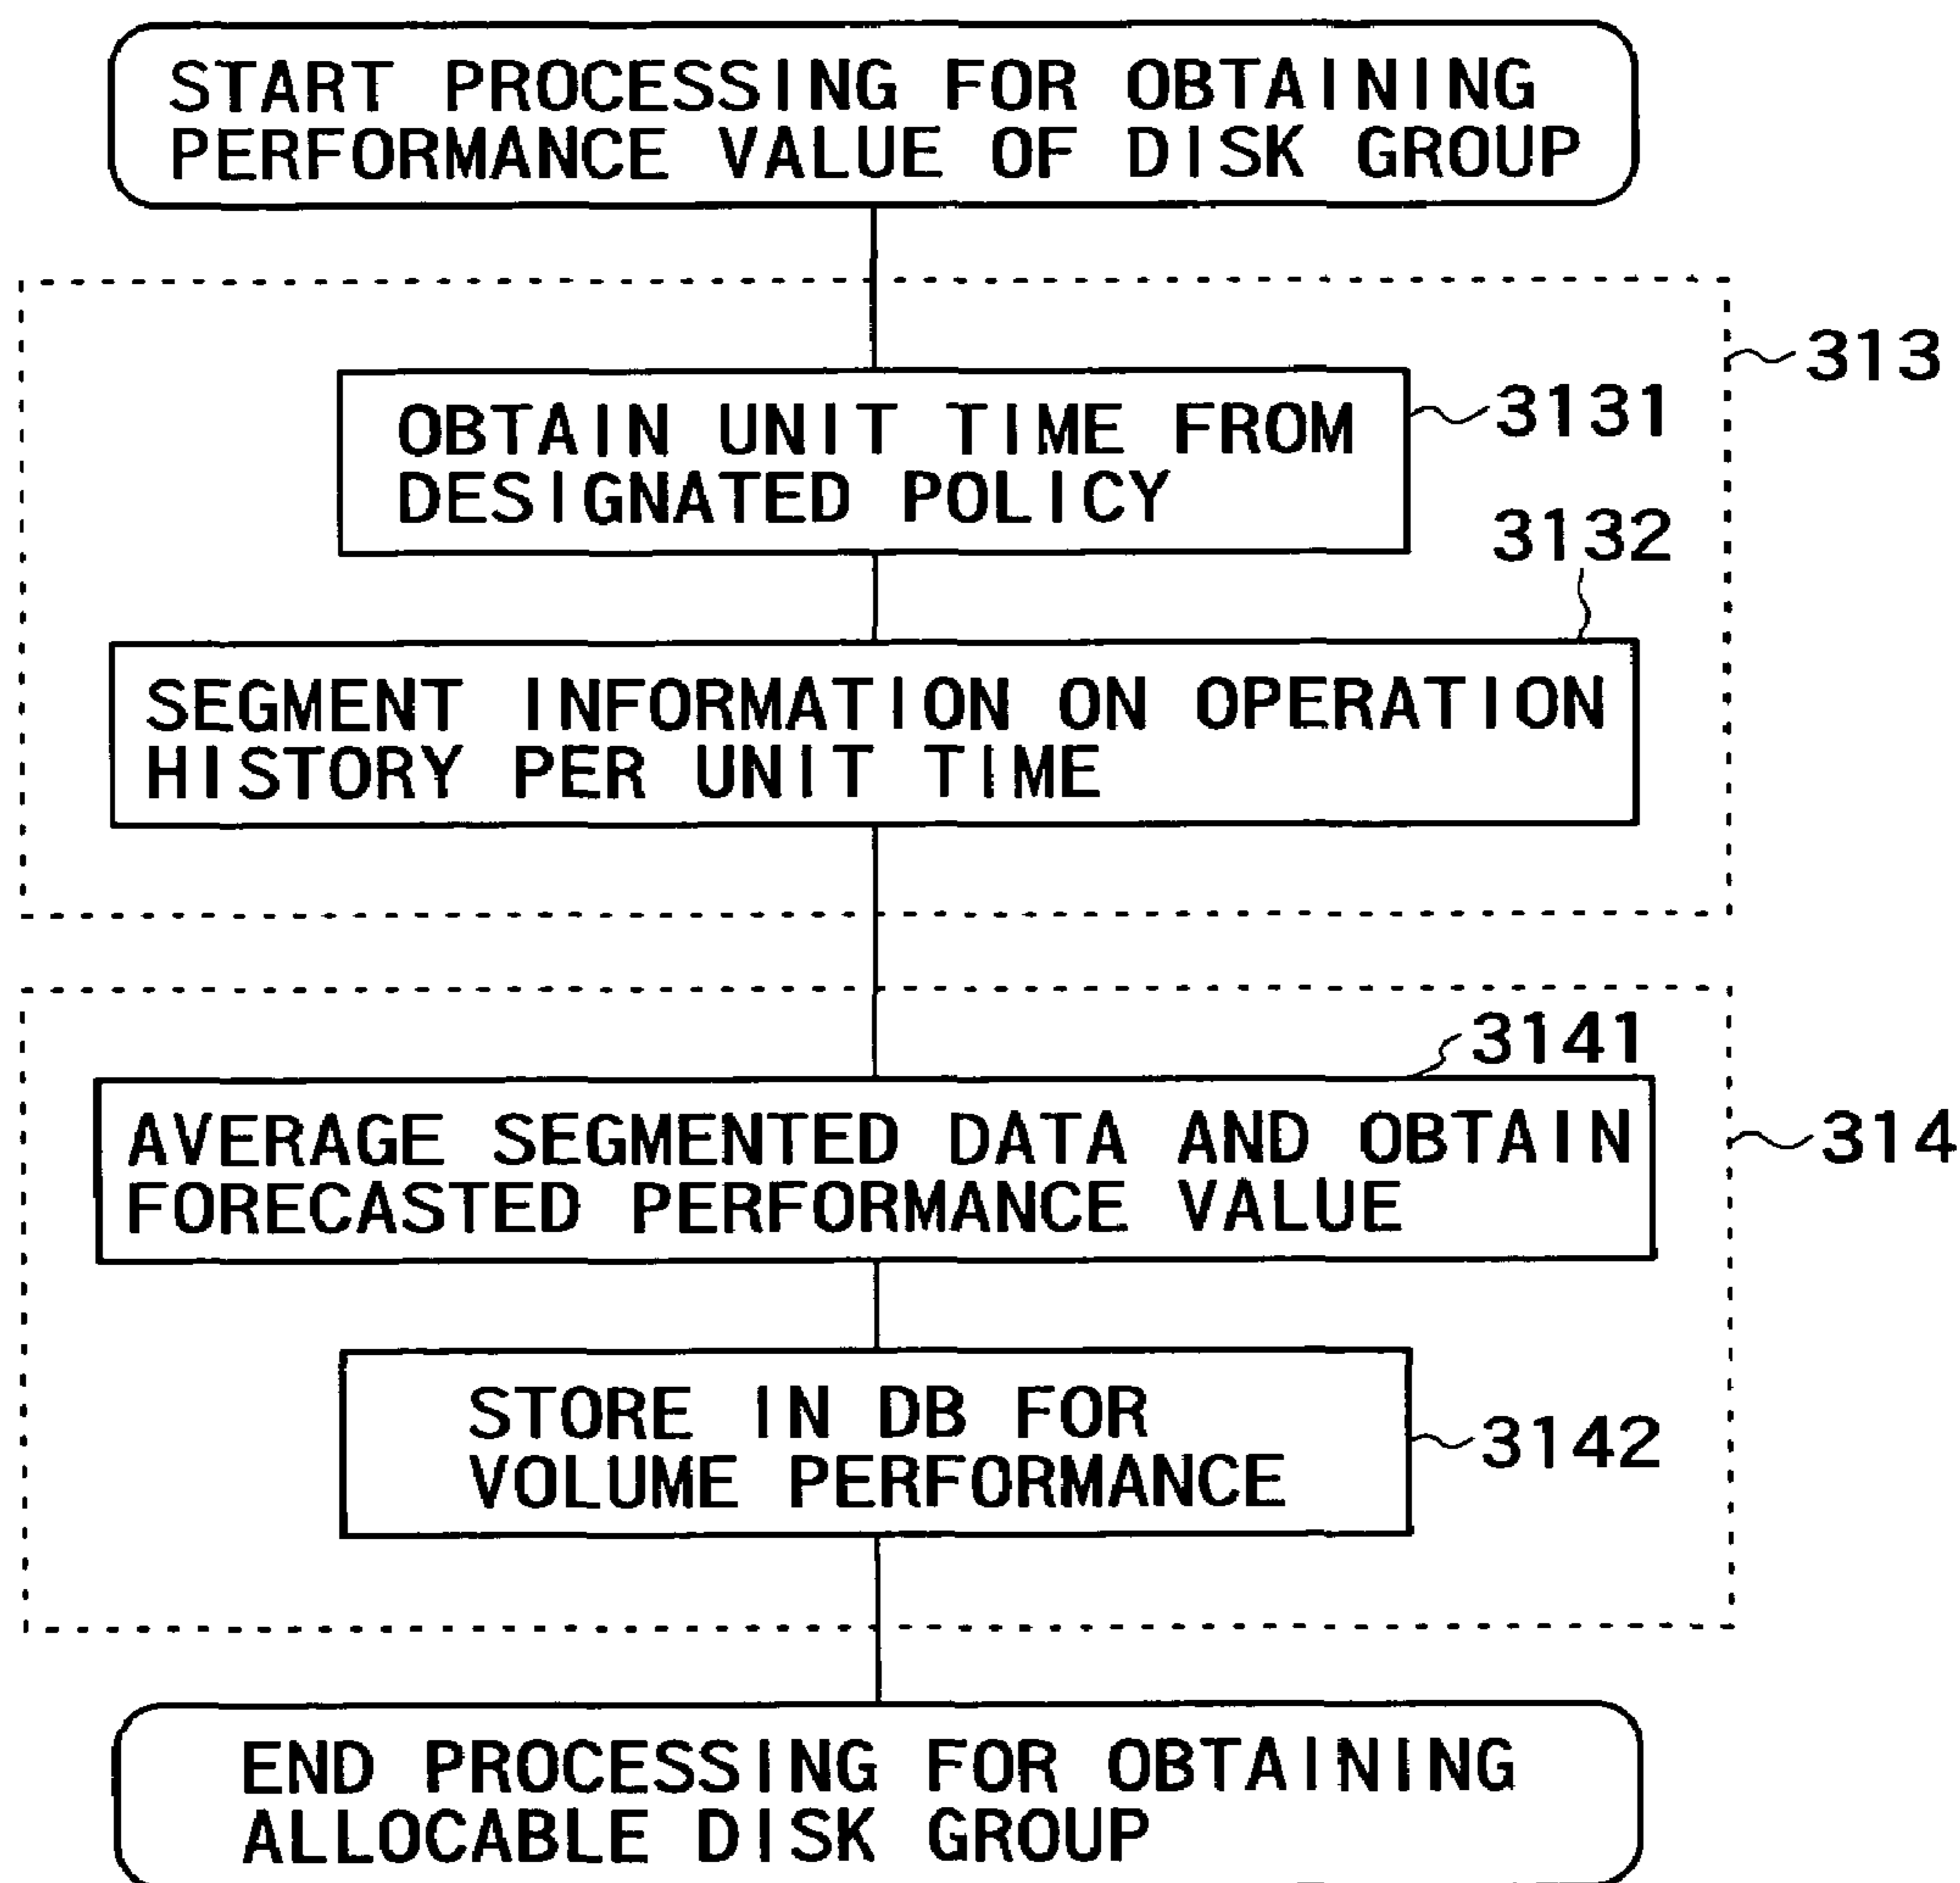 START PROCESSING FOR OBTAINING
PERFORMANCE VALUE OF DISK GROUP
313
OBTAIN UNIT TIME FROM
DESIGNATED POLICY
3131
3132
SEGMENT INFORMATION ON OPERATION
HISTORY PER UNIT TIME
3141
AVERAGE SEGMENTED DATA AND OBTAIN
FORECASTED PERFORMANCE VALUE
314
STORE IN DB FOR
VOLUME PERFORMANCE
3142
END PROCESSING FOR OBTAINING
ALLOCABLE DISK GROUP